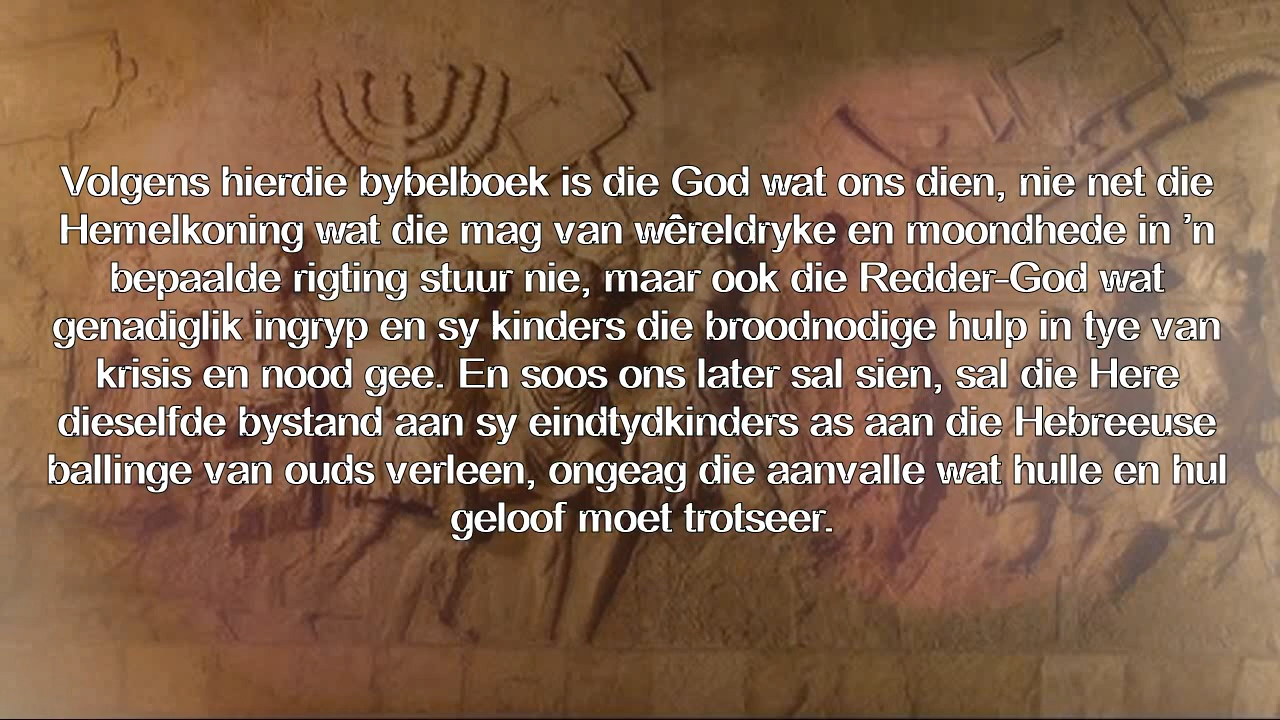 Volgens hierdie bybelboek is die God wat ons dien, nie net die
Hemelkoning wat die mag van wêreldryke en moondhede in ’n
bepaalde rigting stuur nie, maar ook die Redder-God wat
genadiglik ingryp en sy kinders die broodnodige hulp in tye van
krisis en nood gee. En soos ons later sal sien, sal die Here
dieselfde bystand aan sy eindtydkinders as aan die Hebreeuse
ballinge van ouds verleen, ongeag die aanvalle wat hulle en hul
geloof moet trotseer.